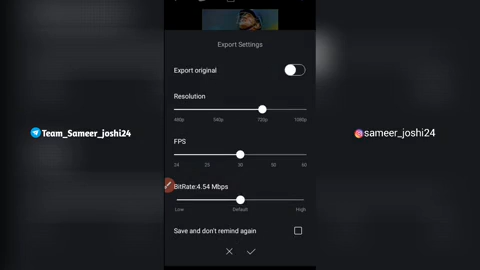 Export Settings
Export original
Resolution
480p 540p 720p 1080p
FPS
24 25 30 50 60
BitRate:4.54 Mbps
Low Default High
Save and don't remind again
Team_Sameer_joshi24
sameer_joshi24